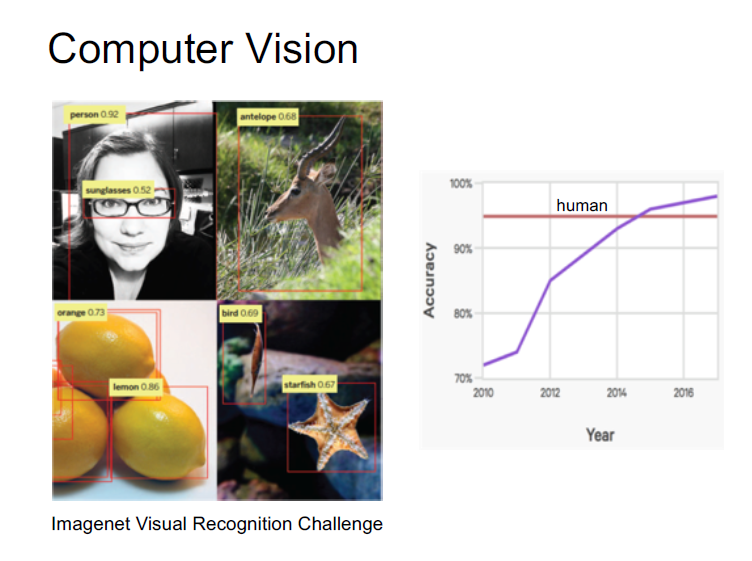 Computer Vision
person 0.92
antelope 0.68
sunglasses 0.52
orange 0.73
bird 0.69
lemon 0.86
starfish 0.67
Imagenet Visual Recognition Challenge
100%
human
90%
Accuracy
80%
70%
2010 2012 2014 2016
Year